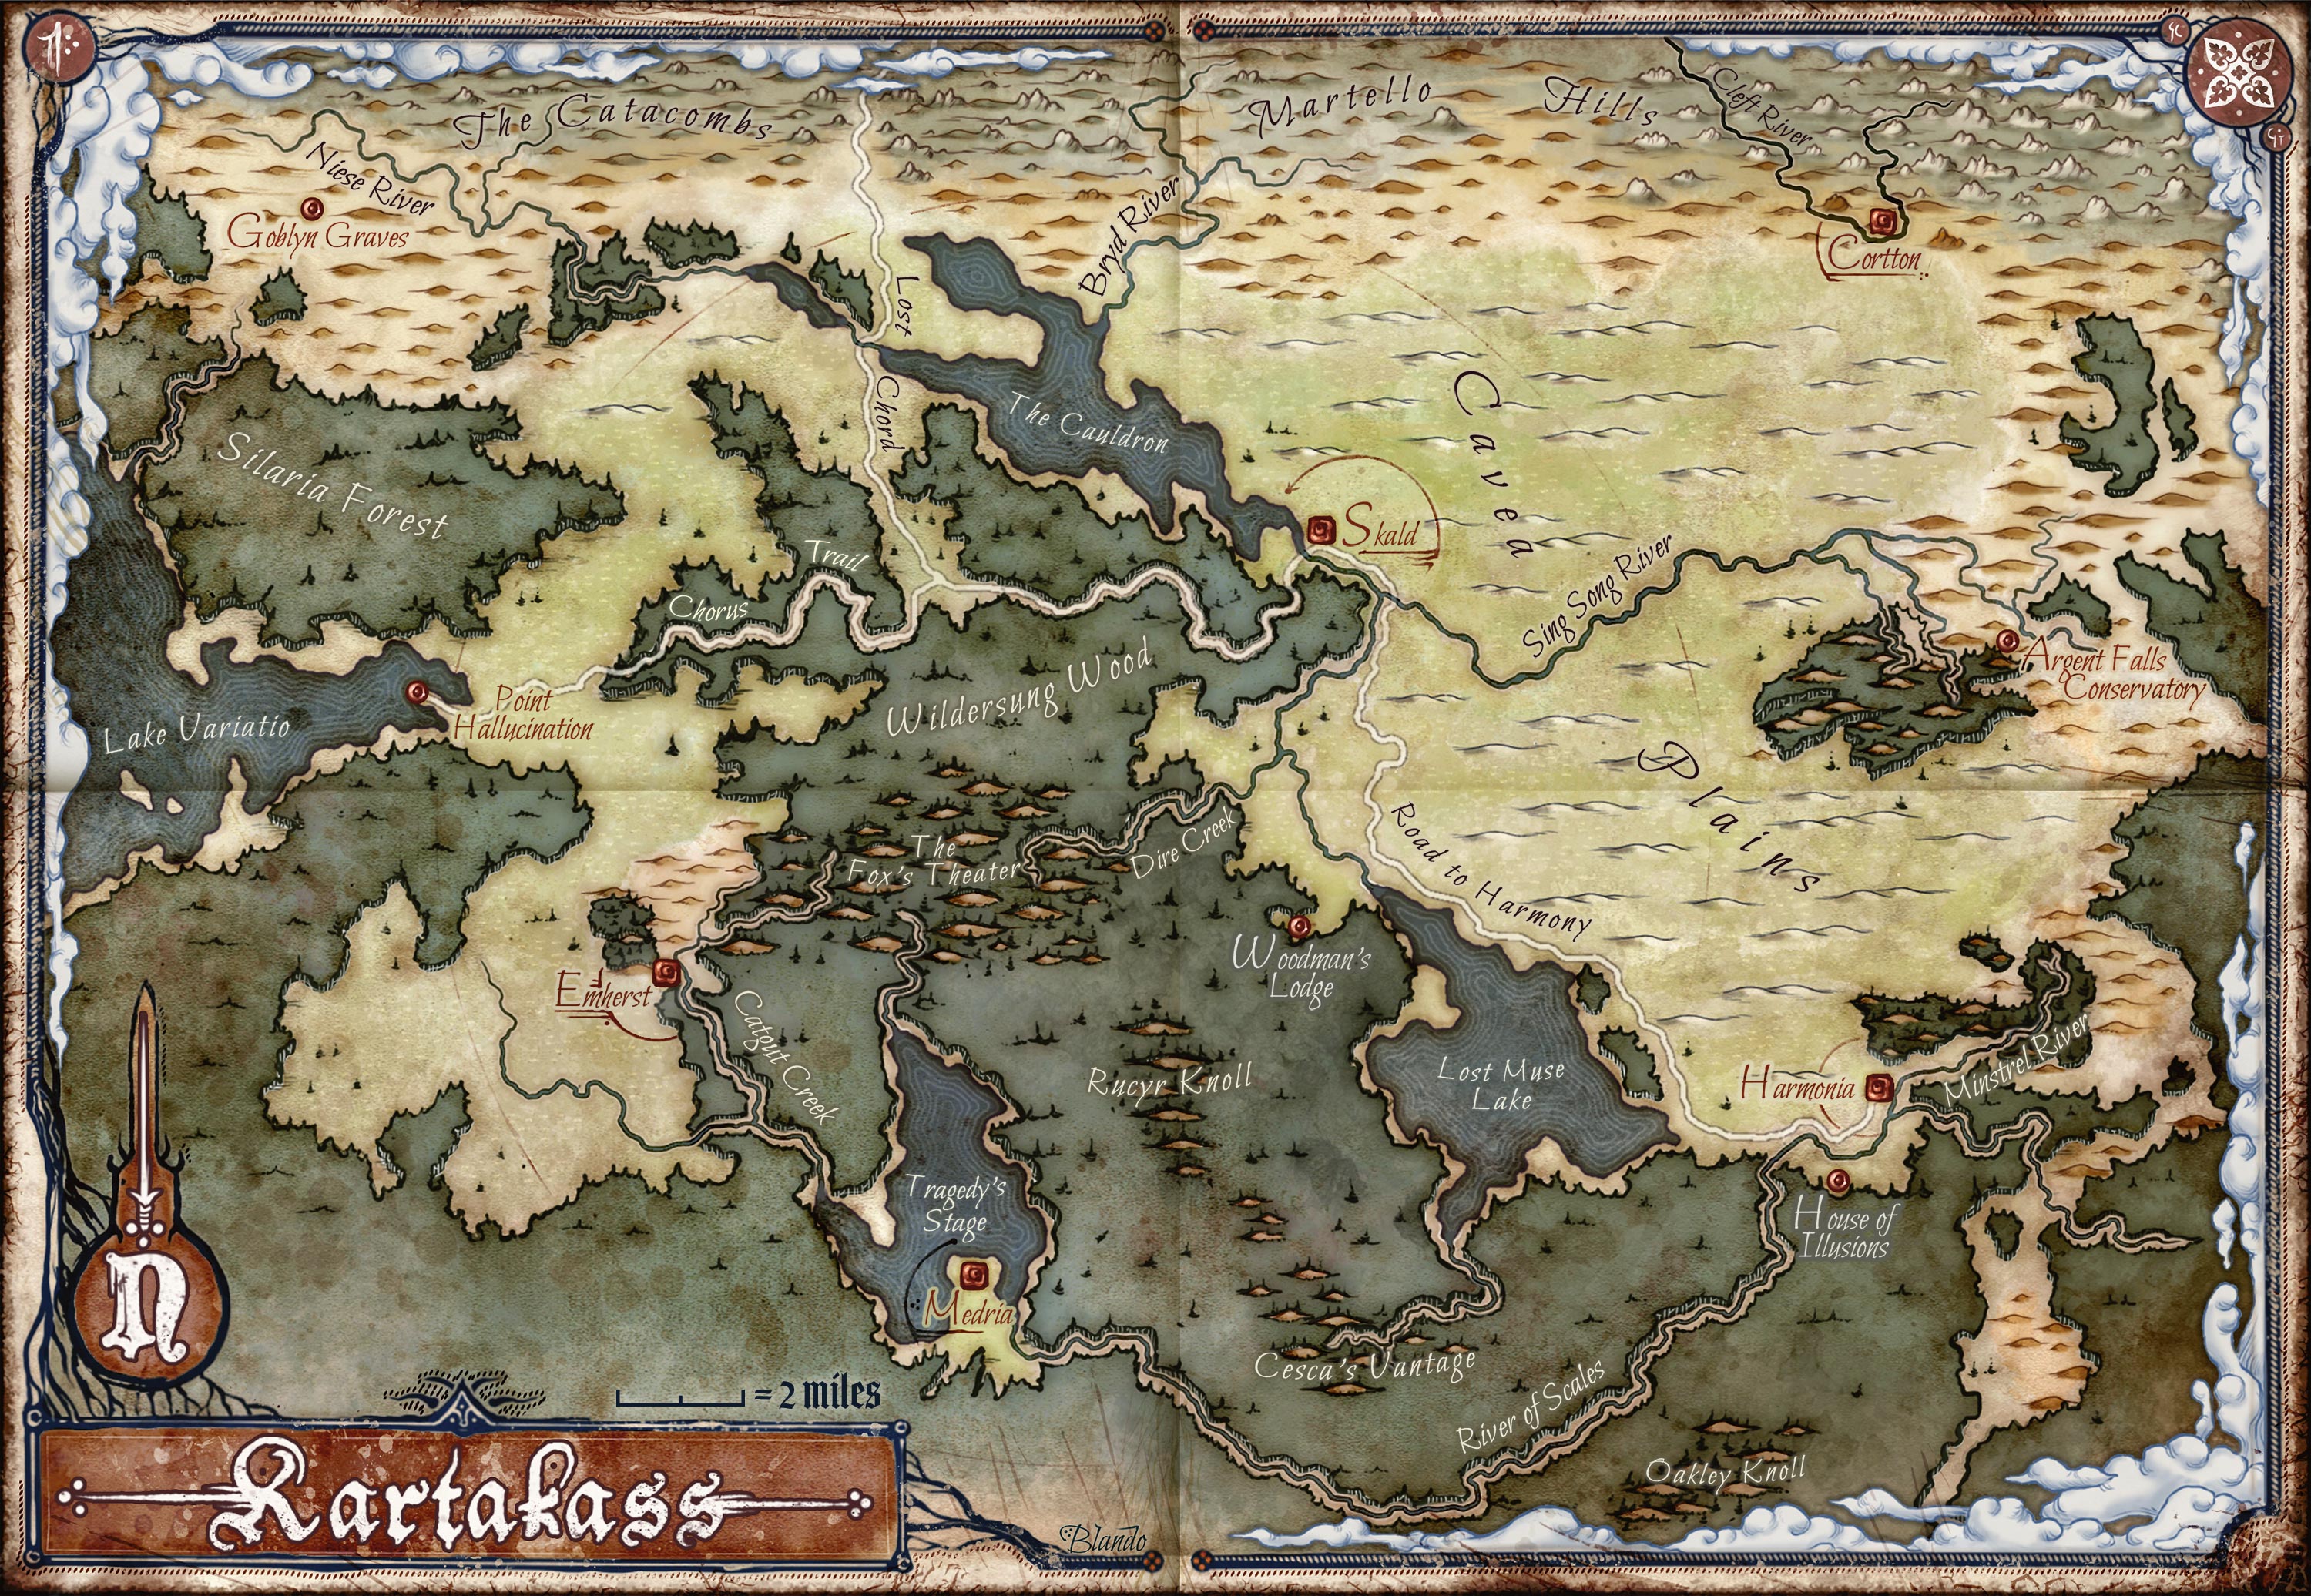 The Catacombs
Martello Hills
Cleft River
Niese River
Goblyn Graves
Bryd River
Cortton
Lost
Chord
The Cauldron
Cavea
Plains
Silaria Forest
Skald
Trail
Chorus
Sing Song River
Wildersung Wood
Argent Falls
Conservatory
Point
Hallucination
Lake Variatio
The
Fox's Theater
Dire Creek
Road to Harmony
Woodman's
Lodge
Emherst
Catgut Creek
Rucyr Knoll
Lost Muse
Lake
Harmonia
Minstrel River
Tragedy's
Stage
House of
Illusions
Medria
Cesca's Vantage
River of Scales
Oakley Knoll
n
= 2 miles
Kartakass
Blando